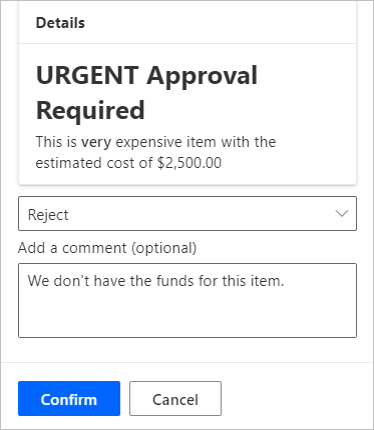 Details
URGENT Approval
Required
This is very expensive item with the
estimated cost of $2,500.00
Reject
Add a comment (optional)
We don't have the funds for this item.
Confirm Cancel